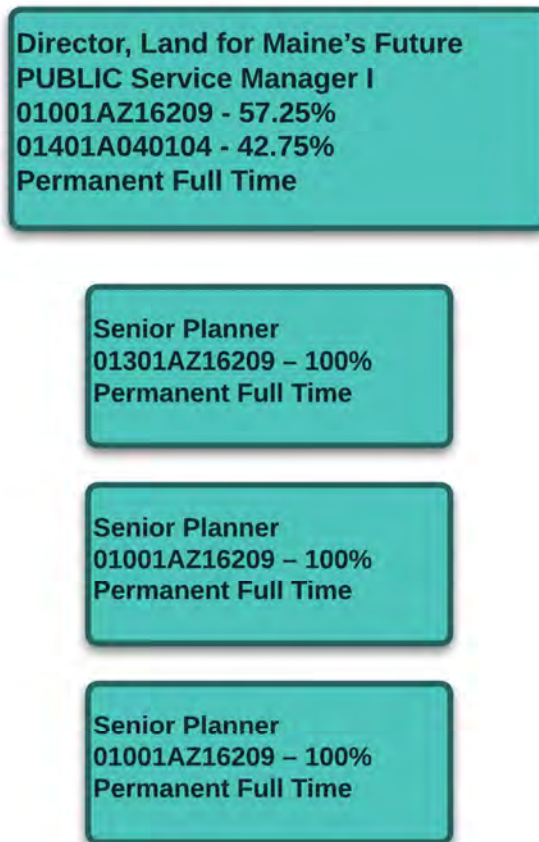 Director, Land for Maine’s Future
PUBLIC Service Manager I
01001AZ16209 - 57.25%
01401A040104 - 42.75%
Permanent Full Time
Senior Planner
01301AZ16209 – 100%
Permanent Full Time
Senior Planner
01001AZ16209 – 100%
Permanent Full Time
Senior Planner
01001AZ16209 – 100%
Permanent Full Time